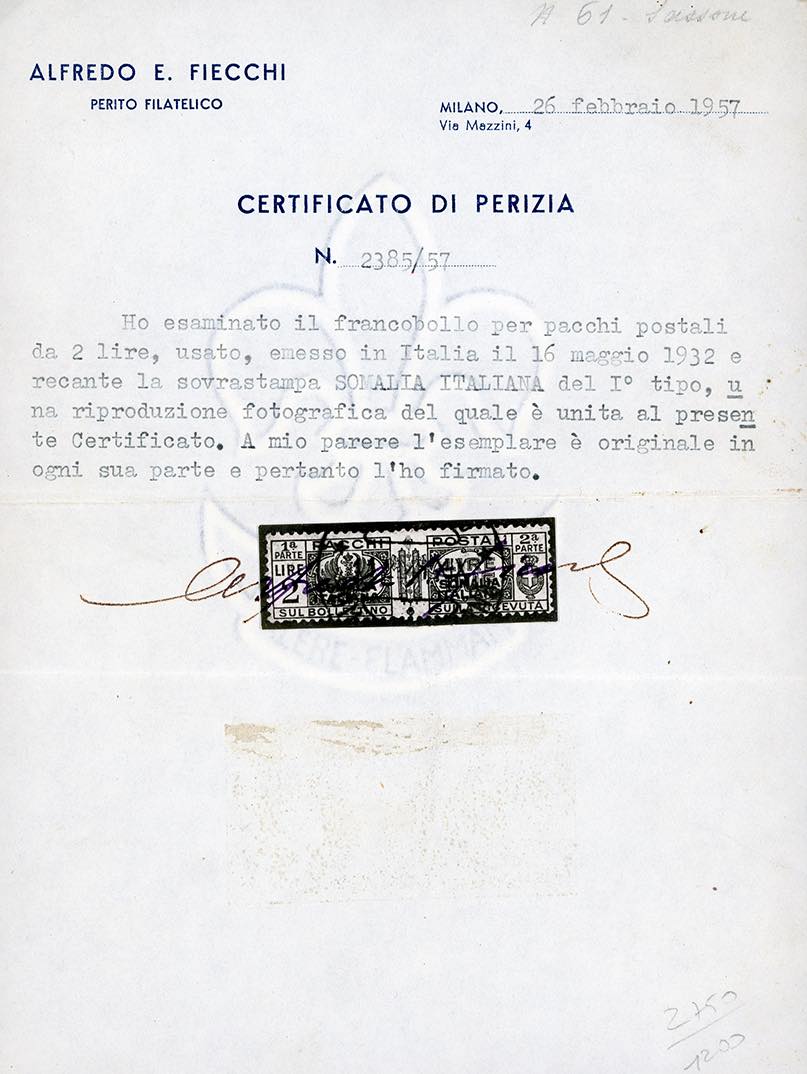 N 61 - Sassone
ALFREDO E. FIECCHI
PERITO FILATELICO
MILANO, 26 febbraio 1957
Via Mazzini, 4
CERTIFICATO DI PERIZIA
N. 2385/57
Ho esaminato il francobollo per pacchi postali
da 2 lire, usato, emesso in Italia il 16 maggio 1932 e
recante la sovrastampa SOMALIA ITALIANA del I° tipo, u
na riproduzione fotografica del quale è unita al presen
te Certificato. A mio parere l'esemplare è originale in
ogni sua parte e pertanto l'ho firmato.
1ª PARTE PACCHI POSTALI 2ª PARTE
LIRE 2 LIRE
SOMALIA
ITALIANA
SUL BOLLETTINO SULLA RICEVUTA
2750
1200